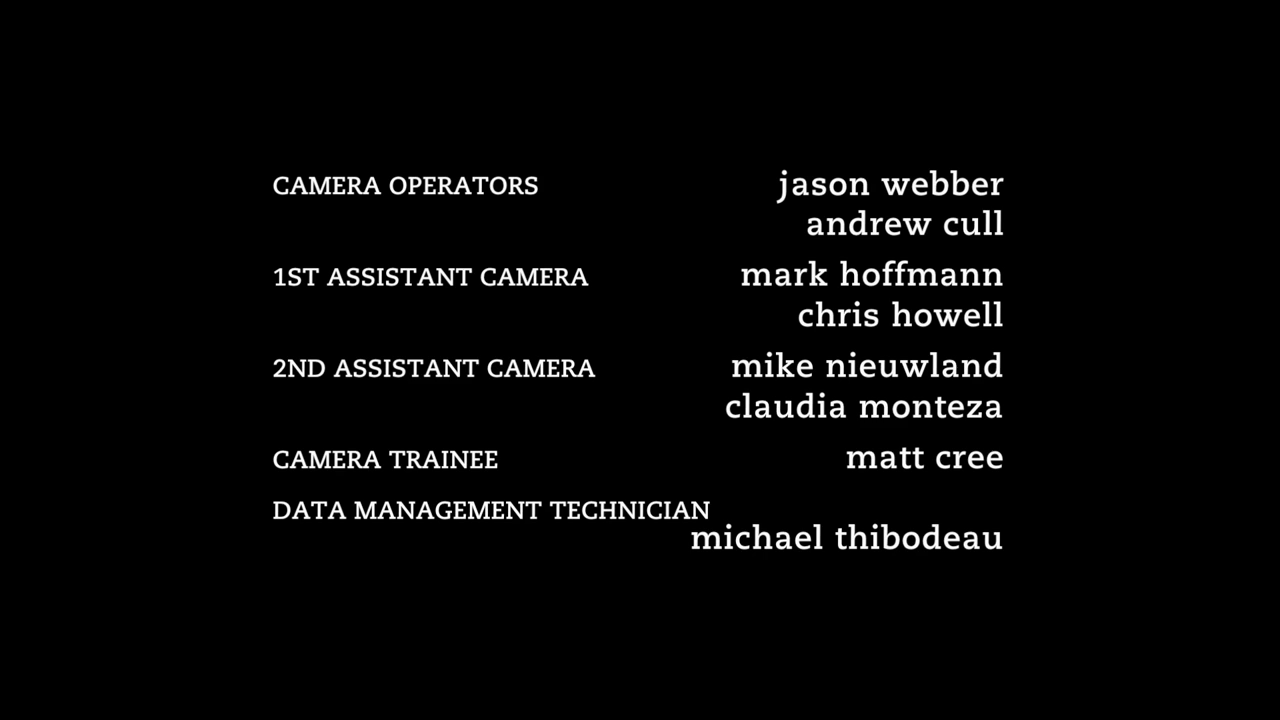 CAMERA OPERATORS jason webber
andrew cull
1ST ASSISTANT CAMERA mark hoffmann
chris howell
2ND ASSISTANT CAMERA mike nieuwland
claudia monteza
CAMERA TRAINEE matt cree
DATA MANAGEMENT TECHNICIAN
michael thibodeau